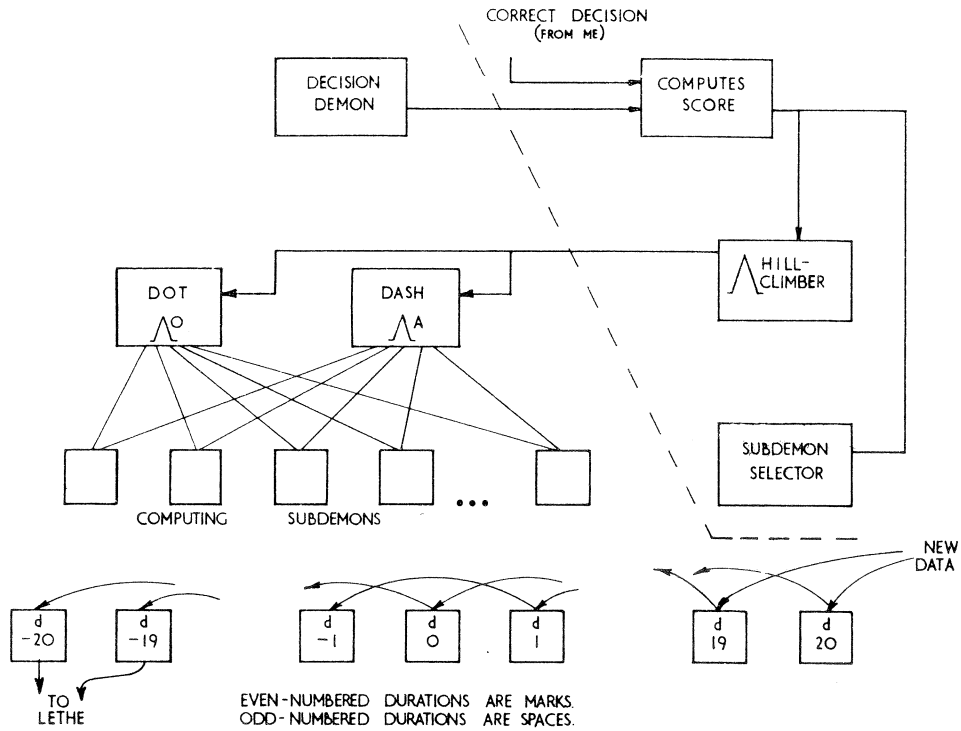 CORRECT DECISION
(FROM ME)
DECISION
DEMON
COMPUTES
SCORE
HILL-
CLIMBER
DOT
O
DASH
A
SUBDEMON
SELECTOR
COMPUTING SUBDEMONS
NEW
DATA
d
-20
d
-19
d
-1
d
0
d
1
d
19
d
20
TO
LETHE
EVEN-NUMBERED DURATIONS ARE MARKS.
ODD-NUMBERED DURATIONS ARE SPACES.